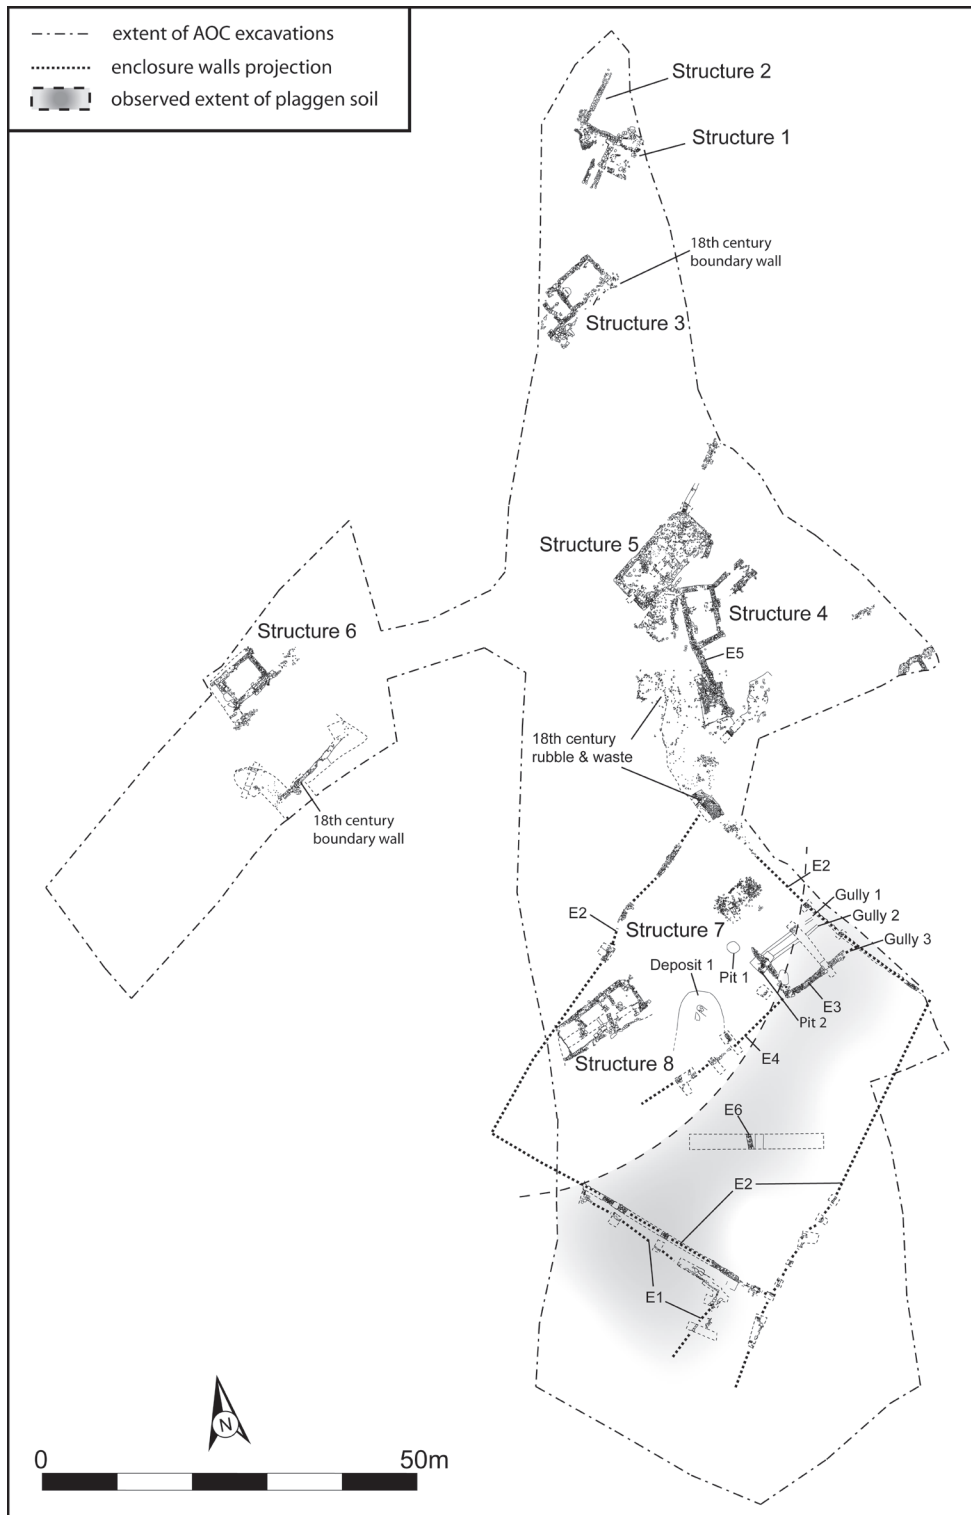 extent of AOC excavations
enclosure walls projection
observed extent of plaggen soil
Structure 2
Structure 1
18th century
boundary wall
Structure 3
Structure 5
Structure 4
Structure 6
E5
18th century
rubble & waste
18th century
boundary wall
E2
Gully 1
E2
Gully 2
Structure 7
Gully 3
Deposit 1
Pit 1
E3
Pit 2
Structure 8
E4
E6
E2
E1
N
0
50m